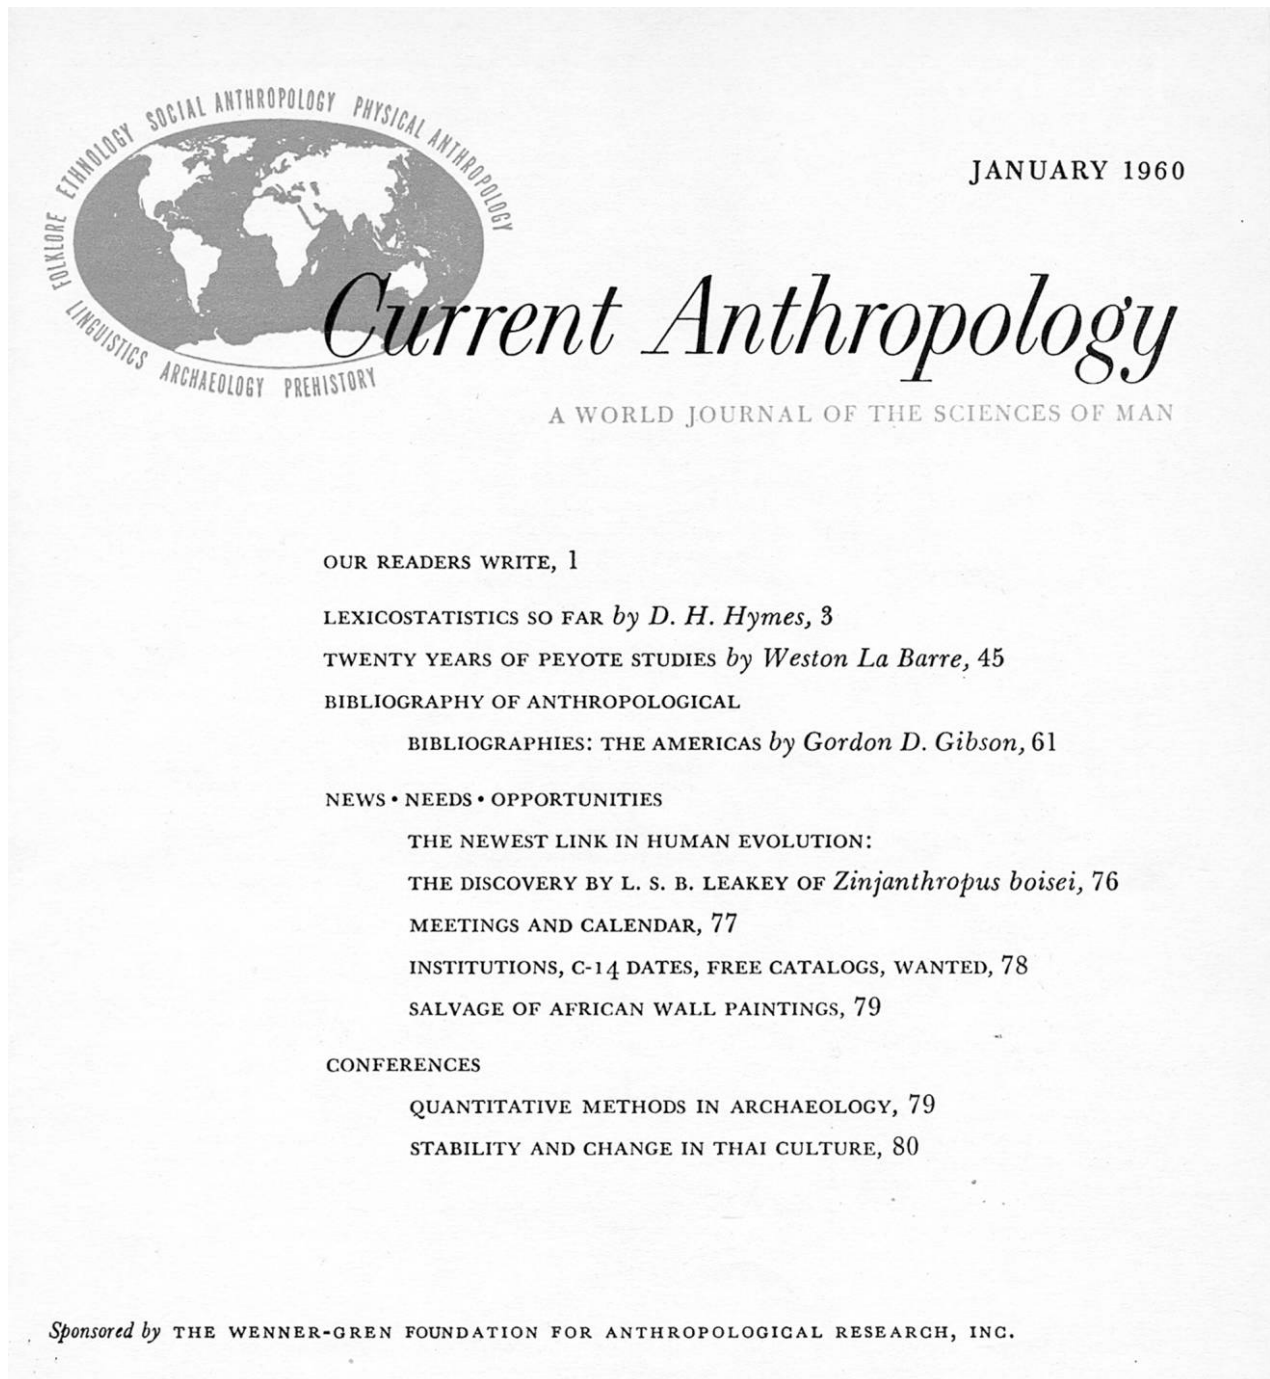 FOLKLORE ETHNOLOGY SOCIAL ANTHROPOLOGY PHYSICAL ANTHROPOLOGY
LINGUISTICS ARCHAEOLOGY PREHISTORY
JANUARY 1960
Current Anthropology
A WORLD JOURNAL OF THE SCIENCES OF MAN
OUR READERS WRITE, 1
LEXICOSTATISTICS SO FAR by D. H. Hymes, 3
TWENTY YEARS OF PEYOTE STUDIES by Weston La Barre, 45
BIBLIOGRAPHY OF ANTHROPOLOGICAL
BIBLIOGRAPHIES: THE AMERICAS by Gordon D. Gibson, 61
NEWS • NEEDS • OPPORTUNITIES
THE NEWEST LINK IN HUMAN EVOLUTION:
THE DISCOVERY BY L. S. B. LEAKEY OF Zinjanthropus boisei, 76
MEETINGS AND CALENDAR, 77
INSTITUTIONS, C-14 DATES, FREE CATALOGS, WANTED, 78
SALVAGE OF AFRICAN WALL PAINTINGS, 79
CONFERENCES
QUANTITATIVE METHODS IN ARCHAEOLOGY, 79
STABILITY AND CHANGE IN THAI CULTURE, 80
Sponsored by THE WENNER-GREN FOUNDATION FOR ANTHROPOLOGICAL RESEARCH, INC.